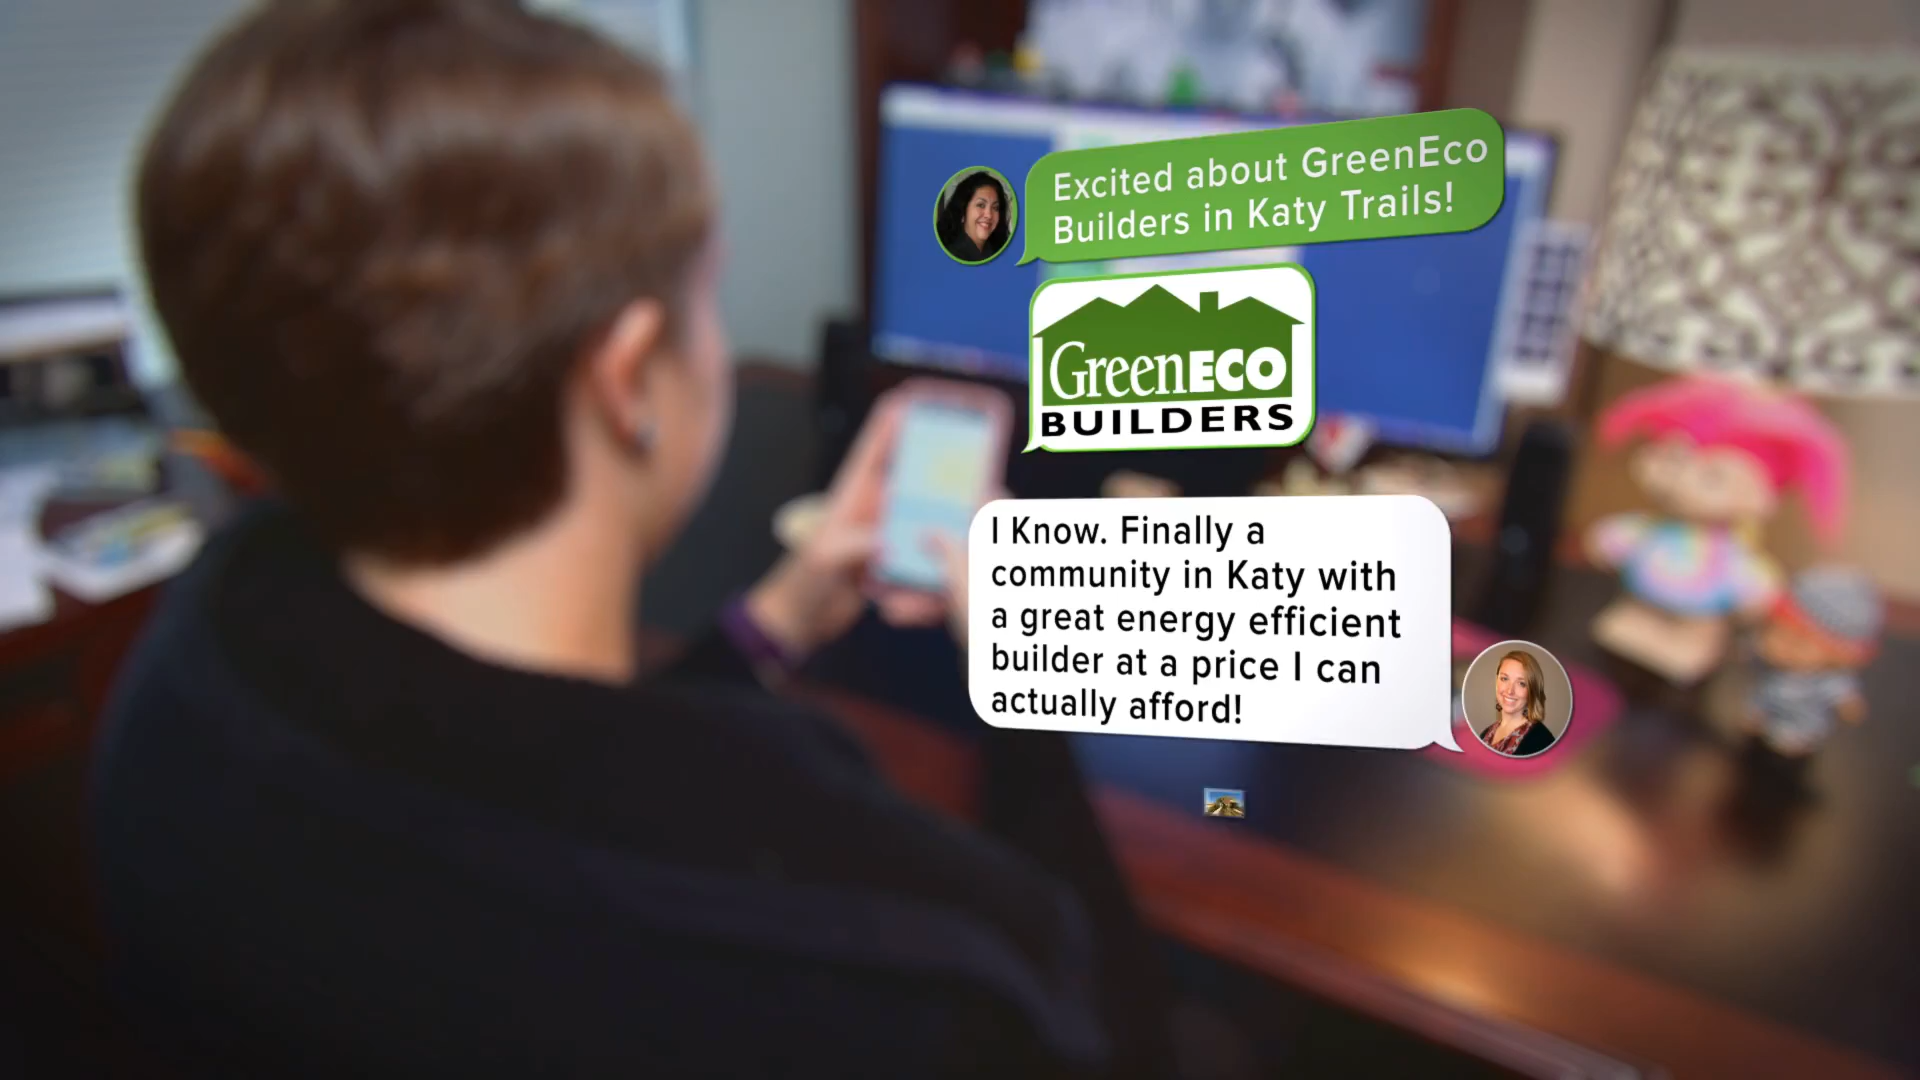 Excited about GreenEco
Builders in Katy Trails!
GreenECO
BUILDERS
I Know. Finally a
community in Katy with
a great energy efficient
builder at a price I can
actually afford!